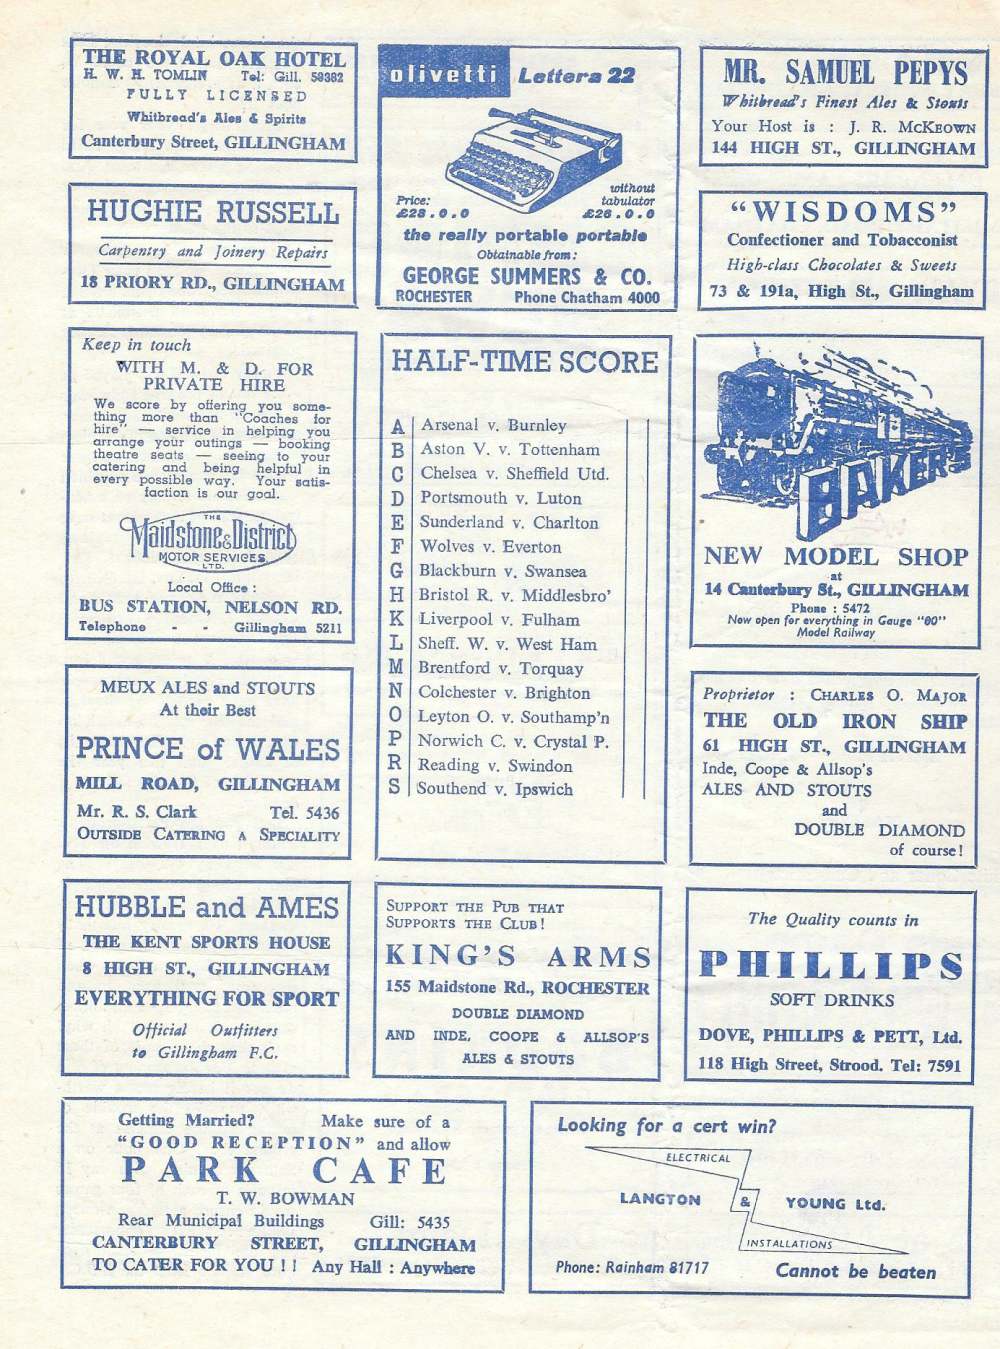 THE ROYAL OAK HOTEL
H. W. H. TOMLIN Tel: Gill. 58382
FULLY LICENSED
Whitbread's Ales & Spirits
Canterbury Street, GILLINGHAM
olivetti Lettera 22
Price:
£28.0.0
without
tabulator
£26.0.0
the really portable portable
Obtainable from:
GEORGE SUMMERS & CO.
ROCHESTER Phone Chatham 4000
MR. SAMUEL PEPYS
Whitbread's Finest Ales & Stouts
Your Host is : J. R. McKEOWN
144 HIGH ST., GILLINGHAM
HUGHIE RUSSELL
Carpentry and Joinery Repairs
18 PRIORY RD., GILLINGHAM
"WISDOMS"
Confectioner and Tobacconist
High-class Chocolates & Sweets
73 & 191a, High St., Gillingham
Keep in touch
WITH M. & D. FOR
PRIVATE HIRE
We score by offering you some-
thing more than "Coaches for
hire" — service in helping you
arrange your outings — booking
theatre seats — seeing to your
catering and being helpful in
every possible way. Your satis-
faction is our goal.
THE
Maidstone & District
MOTOR SERVICES
LTD.
Local Office :
BUS STATION, NELSON RD.
Telephone - - Gillingham 5211
HALF-TIME SCORE
A Arsenal v. Burnley
B Aston V. v. Tottenham
C Chelsea v. Sheffield Utd.
D Portsmouth v. Luton
E Sunderland v. Charlton
F Wolves v. Everton
G Blackburn v. Swansea
H Bristol R. v. Middlesbro'
K Liverpool v. Fulham
L Sheff. W. v. West Ham
M Brentford v. Torquay
N Colchester v. Brighton
O Leyton O. v. Southamp'n
P Norwich C. v. Crystal P.
R Reading v. Swindon
S Southend v. Ipswich
BAKERS
NEW MODEL SHOP
at
14 Canterbury St., GILLINGHAM
Phone : 5472
Now open for everything in Gauge "00"
Model Railway
MEUX ALES and STOUTS
At their Best
PRINCE of WALES
MILL ROAD, GILLINGHAM
Mr. R. S. Clark Tel. 5436
OUTSIDE CATERING A SPECIALITY
Proprietor : CHARLES O. MAJOR
THE OLD IRON SHIP
61 HIGH ST., GILLINGHAM
Inde, Coope & Allsop's
ALES AND STOUTS
and
DOUBLE DIAMOND
of course!
HUBBLE and AMES
THE KENT SPORTS HOUSE
8 HIGH ST., GILLINGHAM
EVERYTHING FOR SPORT
Official Outfitters
to Gillingham F.C.
SUPPORT THE PUB THAT
SUPPORTS THE CLUB!
KING'S ARMS
155 Maidstone Rd., ROCHESTER
DOUBLE DIAMOND
AND INDE, COOPE & ALLSOP'S
ALES & STOUTS
The Quality counts in
PHILLIPS
SOFT DRINKS
DOVE, PHILLIPS & PETT, Ltd.
118 High Street, Strood. Tel: 7591
Getting Married? Make sure of a
"GOOD RECEPTION" and allow
PARK CAFE
T. W. BOWMAN
Rear Municipal Buildings Gill: 5435
CANTERBURY STREET, GILLINGHAM
TO CATER FOR YOU !! Any Hall : Anywhere
Looking for a cert win?
ELECTRICAL
LANGTON & YOUNG Ltd.
INSTALLATIONS
Phone: Rainham 81717
Cannot be beaten